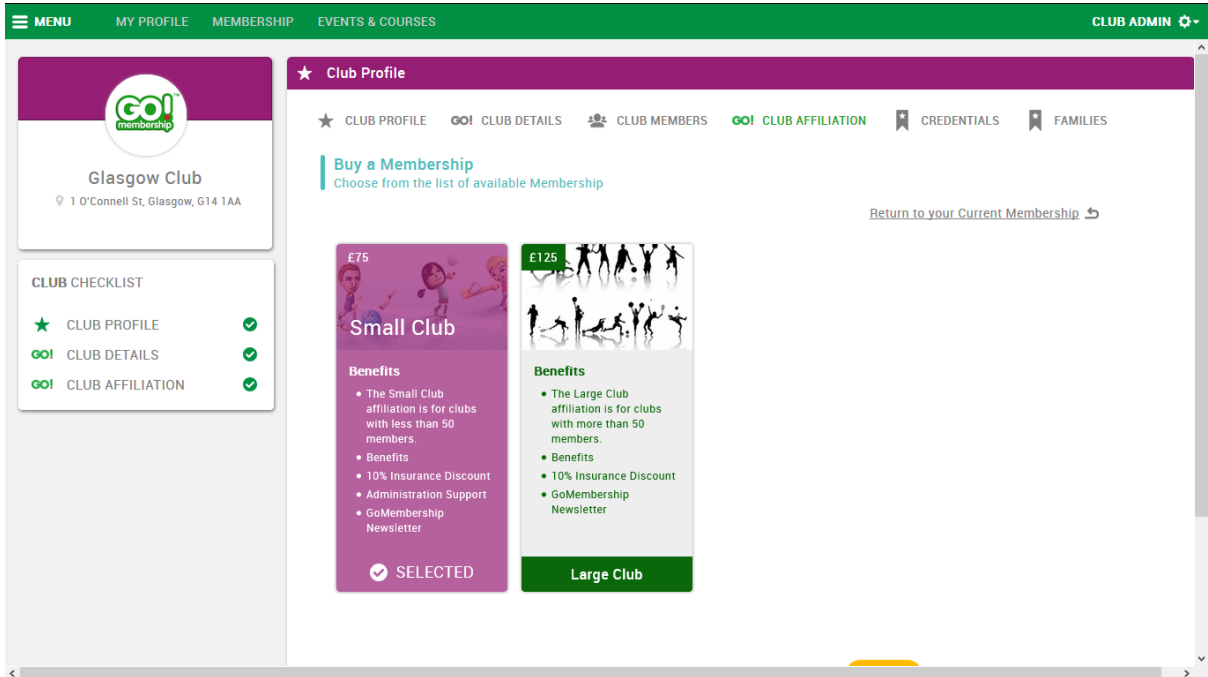 MENU MY PROFILE MEMBERSHIP EVENTS & COURSES CLUB ADMIN
GO!™
membership
Glasgow Club
1 O'Connell St, Glasgow, G14 1AA
CLUB CHECKLIST
CLUB PROFILE
GO! CLUB DETAILS
GO! CLUB AFFILIATION
Club Profile
CLUB PROFILE GO! CLUB DETAILS CLUB MEMBERS GO! CLUB AFFILIATION CREDENTIALS FAMILIES
Buy a Membership
Choose from the list of available Membership
Return to your Current Membership
£75
Small Club
Benefits
• The Small Club
affiliation is for clubs
with less than 50
members.
• Benefits
• 10% Insurance Discount
• Administration Support
• GoMembership
Newsletter
SELECTED
£125
Benefits
• The Large Club
affiliation is for clubs
with more than 50
members.
• Benefits
• 10% Insurance Discount
• GoMembership
Newsletter
Large Club